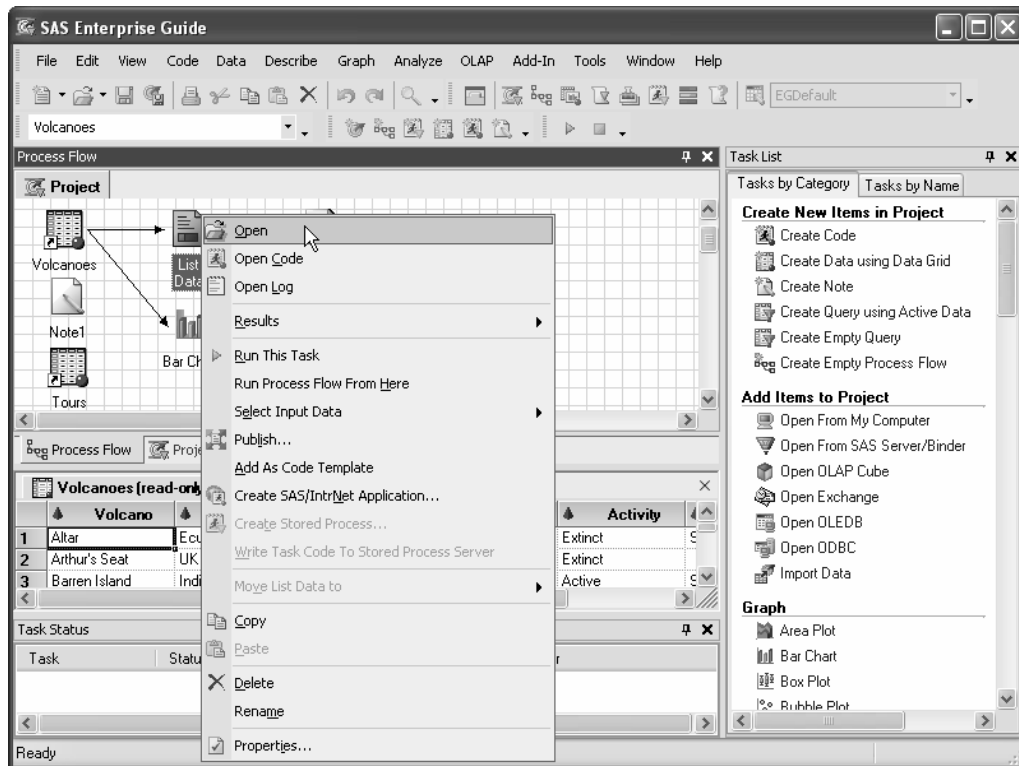 SAS Enterprise Guide
File Edit View Code Data Describe Graph Analyze OLAP Add-In Tools Window Help
EGDefault
Volcanoes
Process Flow
Project
Volcanoes
List
Data
Note1
Bar Ch
Tours
Open
Open Code
Open Log
Results
Run This Task
Run Process Flow From Here
Select Input Data
Publish...
Add As Code Template
Create SAS/IntrNet Application...
Create Stored Process...
Write Task Code To Stored Process Server
Move List Data to
Copy
Paste
Delete
Rename
Properties...
Process Flow Proje
Volcanoes (read-only
Volcano Activity
1 Altar Ecu Extinct S
2 Arthur's Seat UK Extinct
3 Barren Island Indi Active S
Task Status
Task Statu r
Ready
Task List
Tasks by Category Tasks by Name
Create New Items in Project
Create Code
Create Data using Data Grid
Create Note
Create Query using Active Data
Create Empty Query
Create Empty Process Flow
Add Items to Project
Open From My Computer
Open From SAS Server/Binder
Open OLAP Cube
Open Exchange
Open OLEDB
Open ODBC
Import Data
Graph
Area Plot
Bar Chart
Box Plot
Bubble Plot